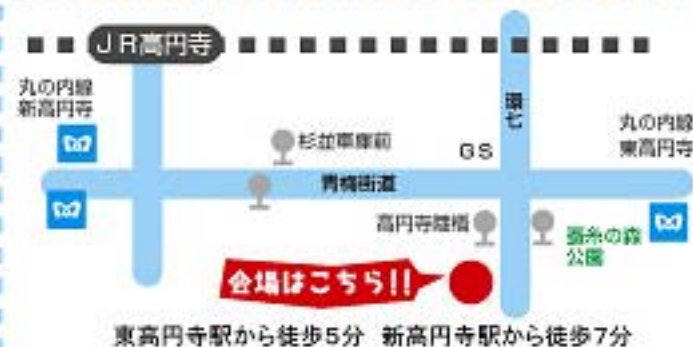 JR高円寺
丸の内線
新高円寺
環七
丸の内線
東高円寺
杉並車庫前
GS
青梅街道
高円寺陸橋
蚕糸の森
公園
会場はこちら!!
東高円寺駅から徒歩5分 新高円寺駅から徒歩7分